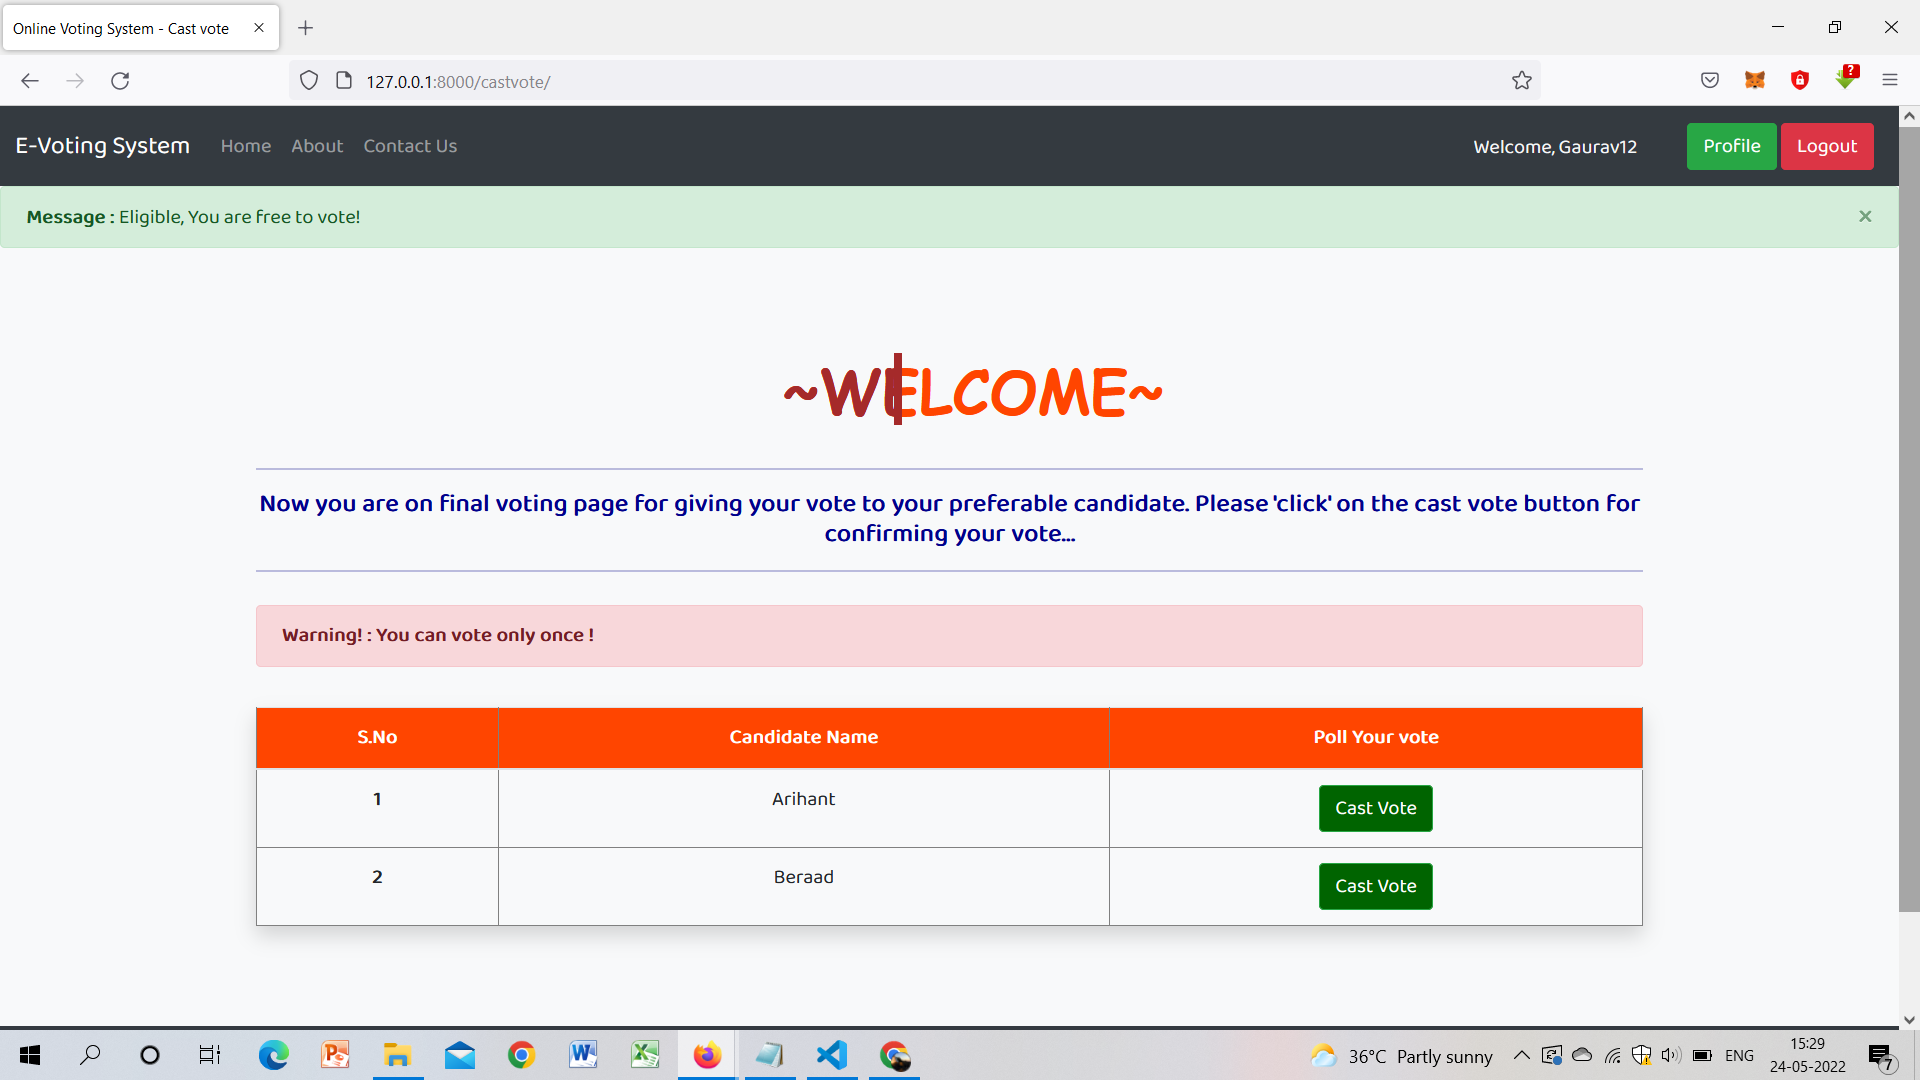 Online Voting System - Cast vote
127.0.0.1:8000/castvote/
?
E-Voting System Home About Contact Us Welcome, Gaurav12 Profile Logout
Message : Eligible, You are free to vote!
~WELCOME~
Now you are on final voting page for giving your vote to your preferable candidate. Please 'click' on the cast vote button for
confirming your vote...
Warning! : You can vote only once !
S.No Candidate Name Poll Your vote
1 Arihant Cast Vote
2 Beraad Cast Vote
36°C Partly sunny ENG 15:29
24-05-2022
7